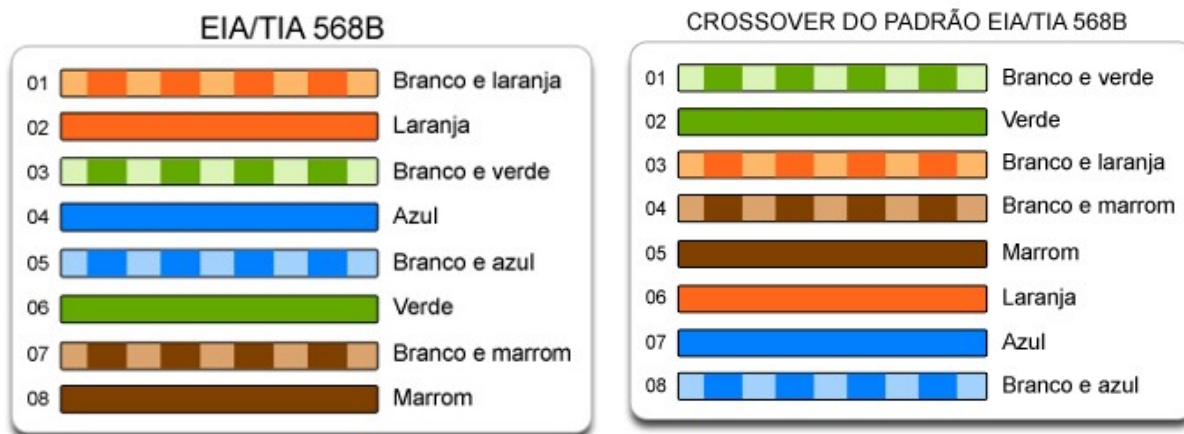 EIA/TIA 568B
01 Branco e laranja
02 Laranja
03 Branco e verde
04 Azul
05 Branco e azul
06 Verde
07 Branco e marrom
08 Marrom
CROSSOVER DO PADRÃO EIA/TIA 568B
01 Branco e verde
02 Verde
03 Branco e laranja
04 Branco e marrom
05 Marrom
06 Laranja
07 Azul
08 Branco e azul